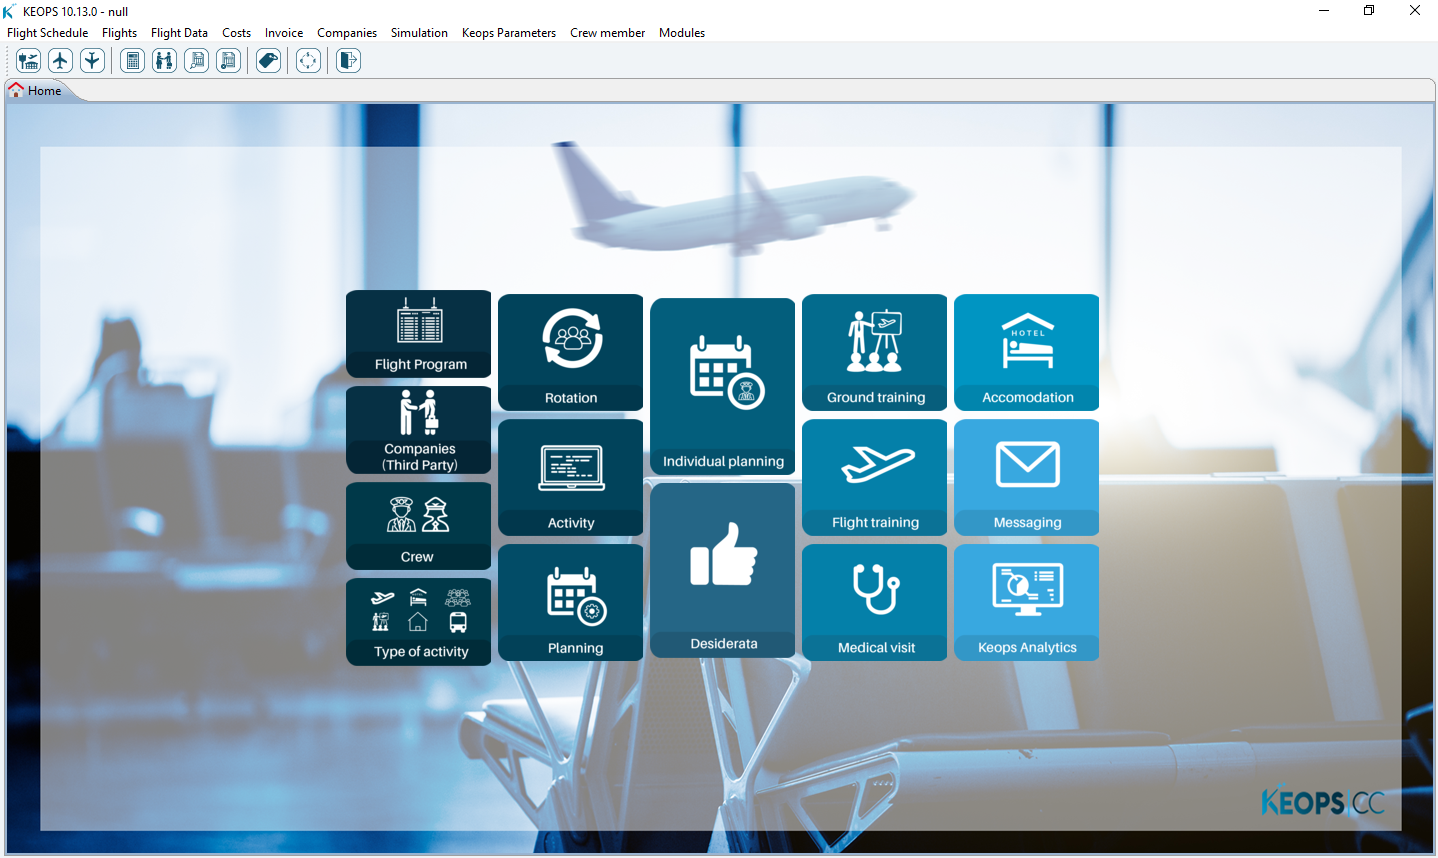 KEOPS 10.13.0 - null
Flight Schedule Flights Flight Data Costs Invoice Companies Simulation Keops Parameters Crew member Modules
Home
Flight Program
Companies
(Third Party)
Crew
Type of activity
Rotation
Activity
Planning
Individual planning
Desiderata
Ground training
Flight training
Medical visit
HOTEL
Accomodation
Messaging
Keops Analytics
KEOPS|CC